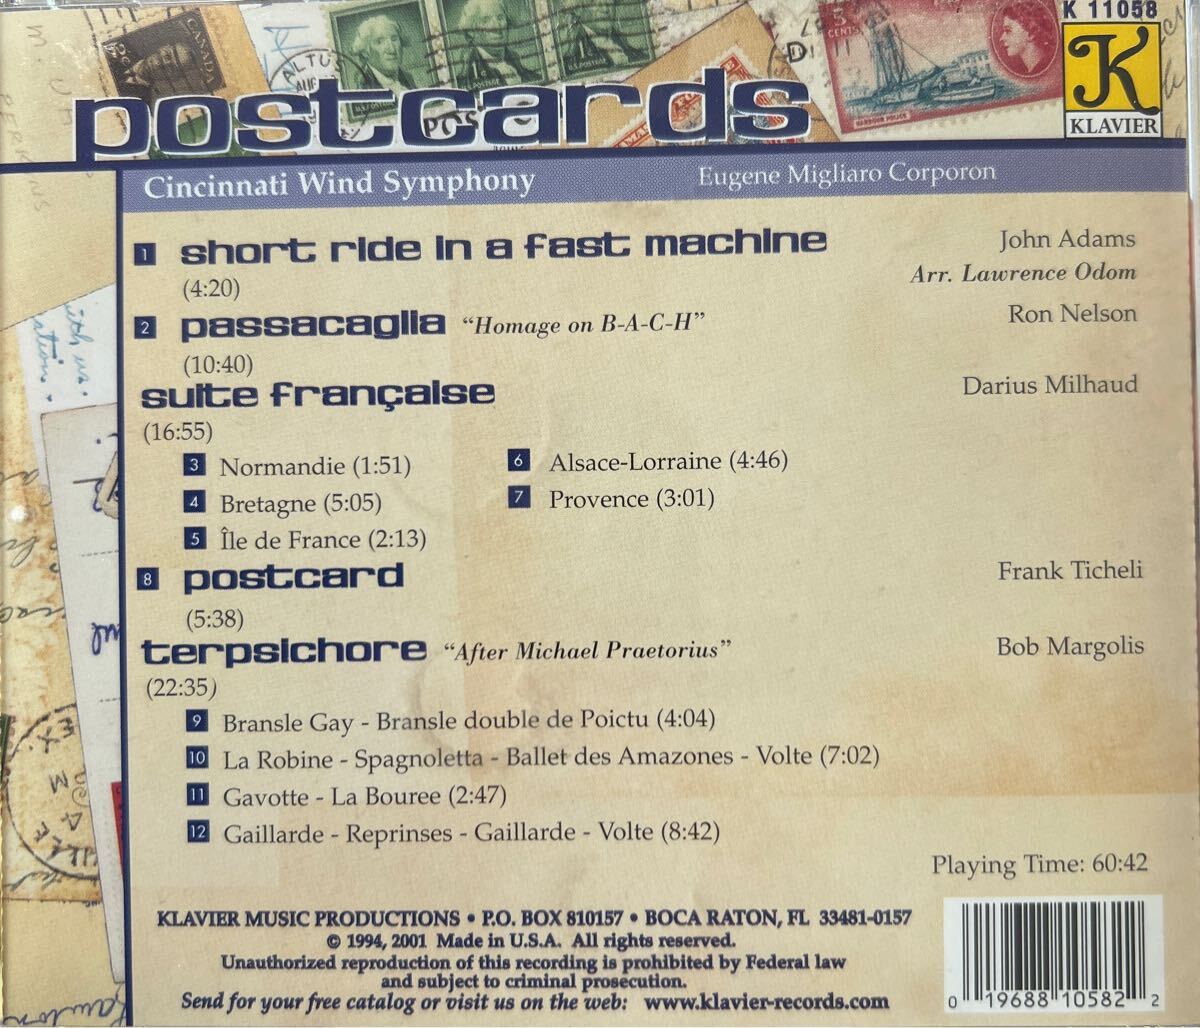 K 11058
CANADA
ALTUS
AUG
U.S. POSTAGE
5
CENTS
HARBOUR POLICE
K
KLAVIER
postcards
Cincinnati Wind Symphony Eugene Migliaro Corporon
1 short ride in a fast machine John Adams
(4:20) Arr. Lawrence Odom
2 passacaglia “Homage on B-A-C-H” Ron Nelson
(10:40)
suite française Darius Milhaud
(16:55)
3 Normandie (1:51) 6 Alsace-Lorraine (4:46)
4 Bretagne (5:05) 7 Provence (3:01)
5 Île de France (2:13)
8 postcard Frank Ticheli
(5:38)
terpsichore “After Michael Praetorius” Bob Margolis
(22:35)
9 Bransle Gay - Bransle double de Poictu (4:04)
10 La Robine - Spagnoletta - Ballet des Amazones - Volte (7:02)
11 Gavotte - La Bouree (2:47)
12 Gaillarde - Reprinses - Gaillarde - Volte (8:42)
Playing Time: 60:42
KLAVIER MUSIC PRODUCTIONS • P.O. BOX 810157 • BOCA RATON, FL 33481-0157
© 1994, 2001 Made in U.S.A. All rights reserved.
Unauthorized reproduction of this recording is prohibited by Federal law
and subject to criminal prosecution.
Send for your free catalog or visit us on the web: www.klavier-records.com
0 19688 10582 2